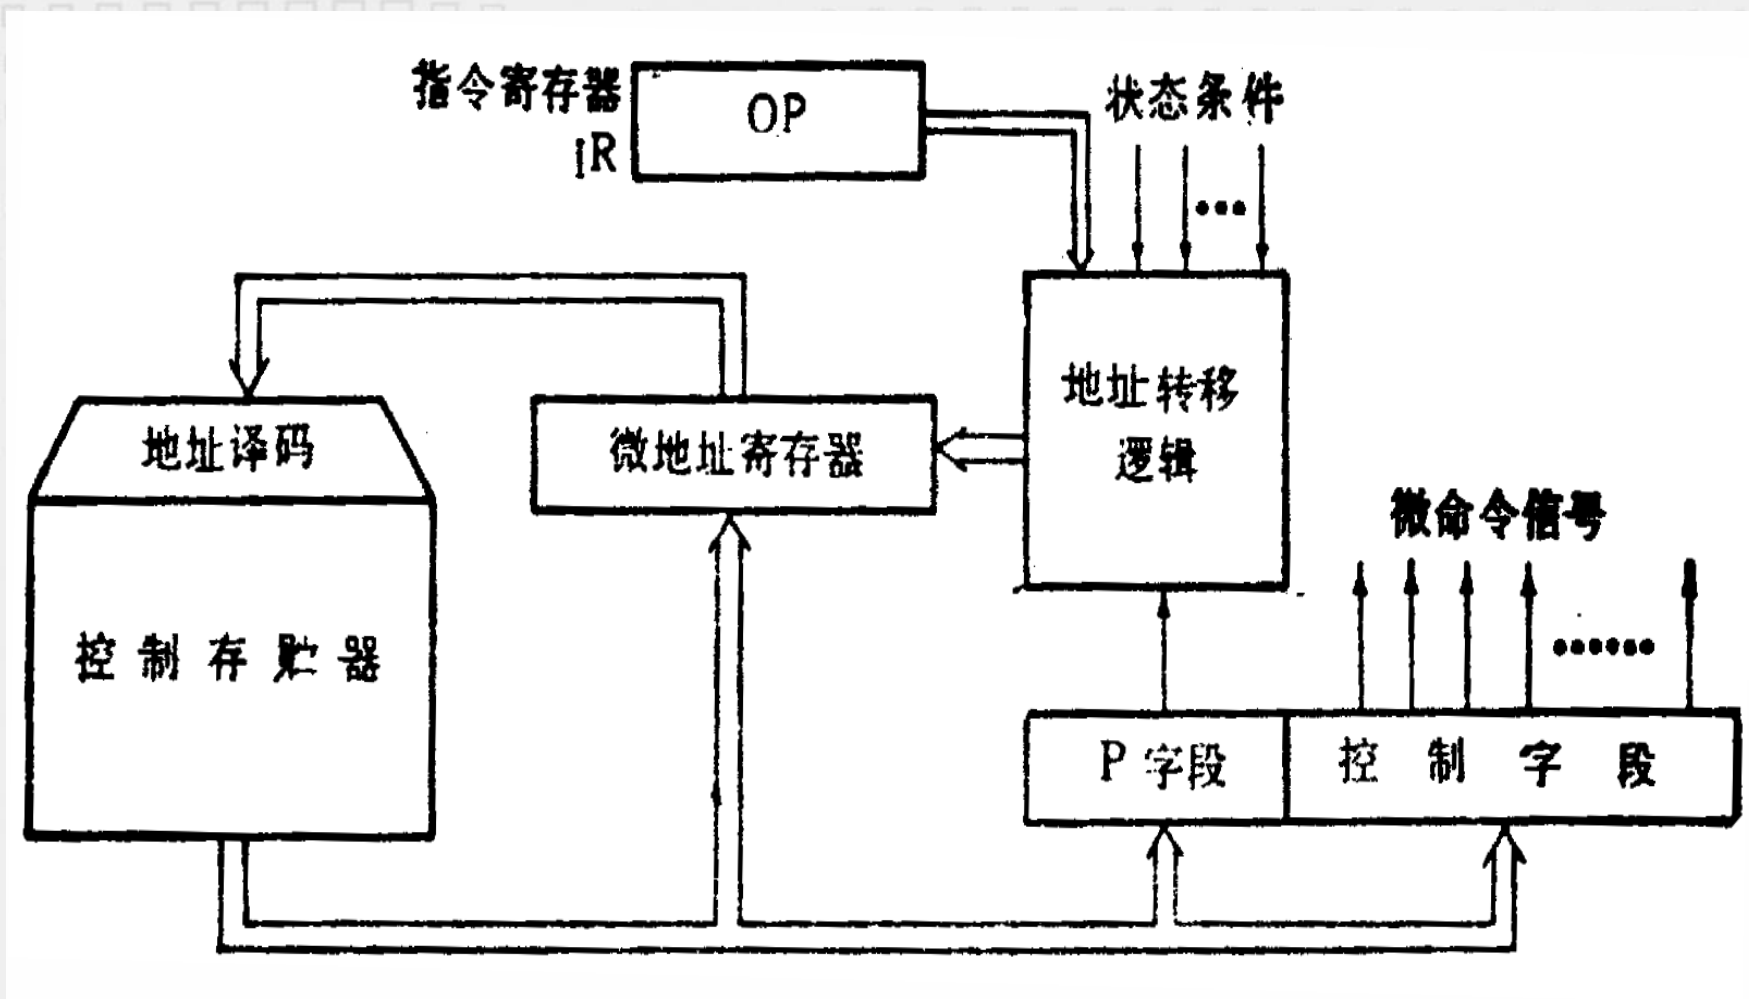 指令寄存器
IR
OP
状态条件
•••
地址转移
逻辑
地址译码
微地址寄存器
微命令信号
••••••
控制存贮器
P字段
控制字段